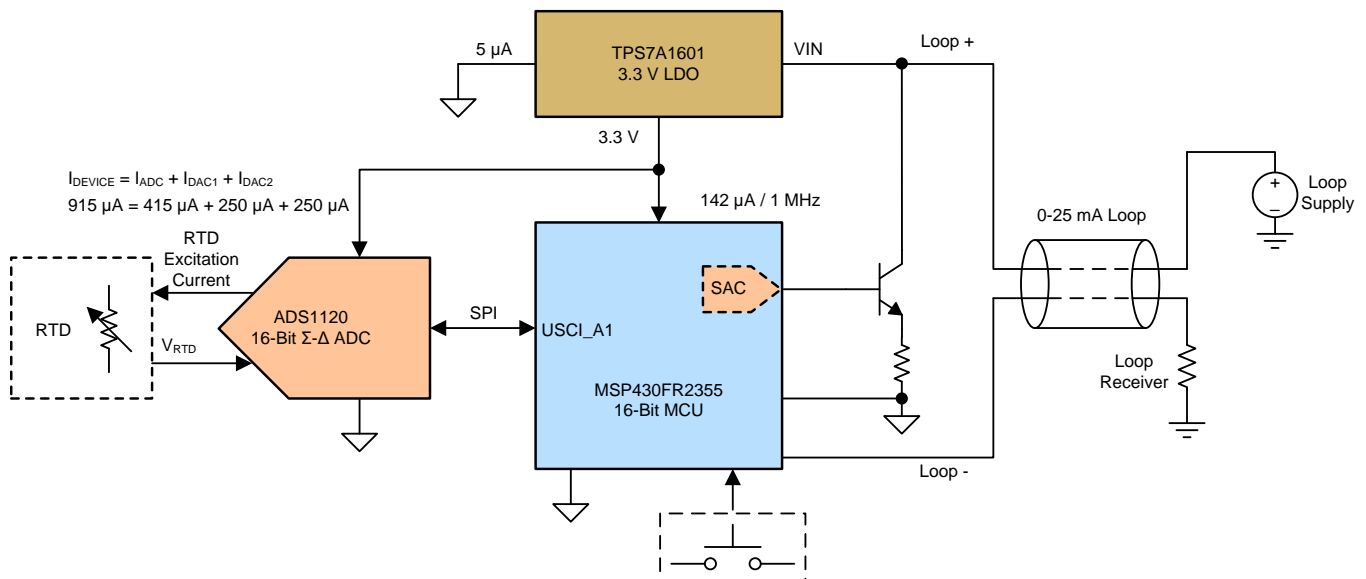 5 µA
TPS7A1601
3.3 V LDO
VIN
Loop +
3.3 V
I_DEVICE = I_ADC + I_DAC1 + I_DAC2
915 µA = 415 µA + 250 µA + 250 µA
142 µA / 1 MHz
0-25 mA Loop
+
–
Loop
Supply
RTD
Excitation
Current
RTD
V_RTD
ADS1120
16-Bit Σ-Δ ADC
SPI
USCI_A1
SAC
MSP430FR2355
16-Bit MCU
Loop
Receiver
Loop -